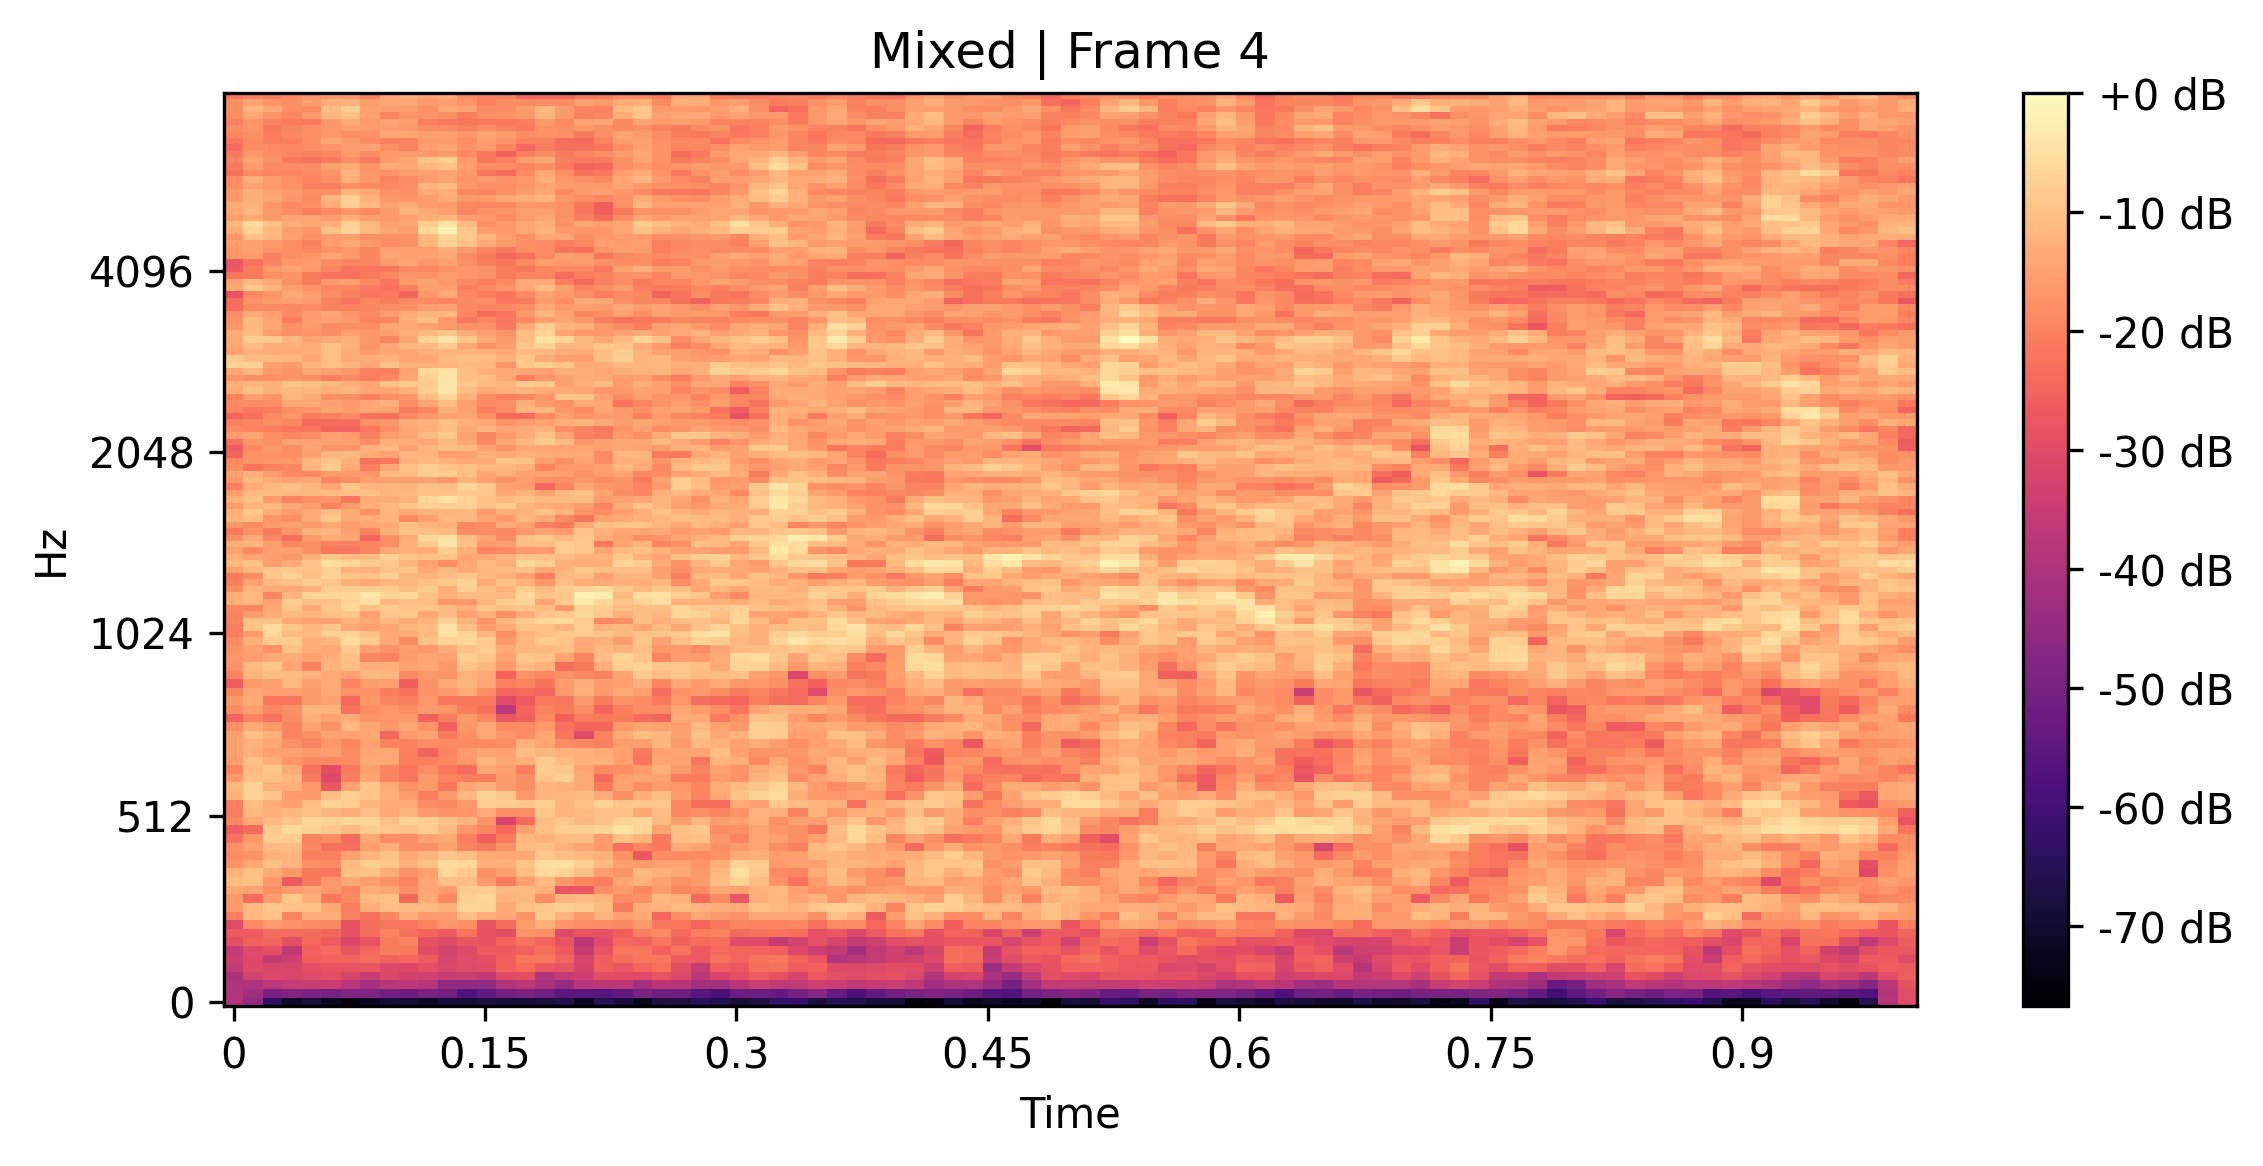 Mixed | Frame 4
+0 dB
-10 dB
-20 dB
-30 dB
-40 dB
-50 dB
-60 dB
-70 dB
Hz
4096
2048
1024
512
0
0 0.15 0.3 0.45 0.6 0.75 0.9
Time